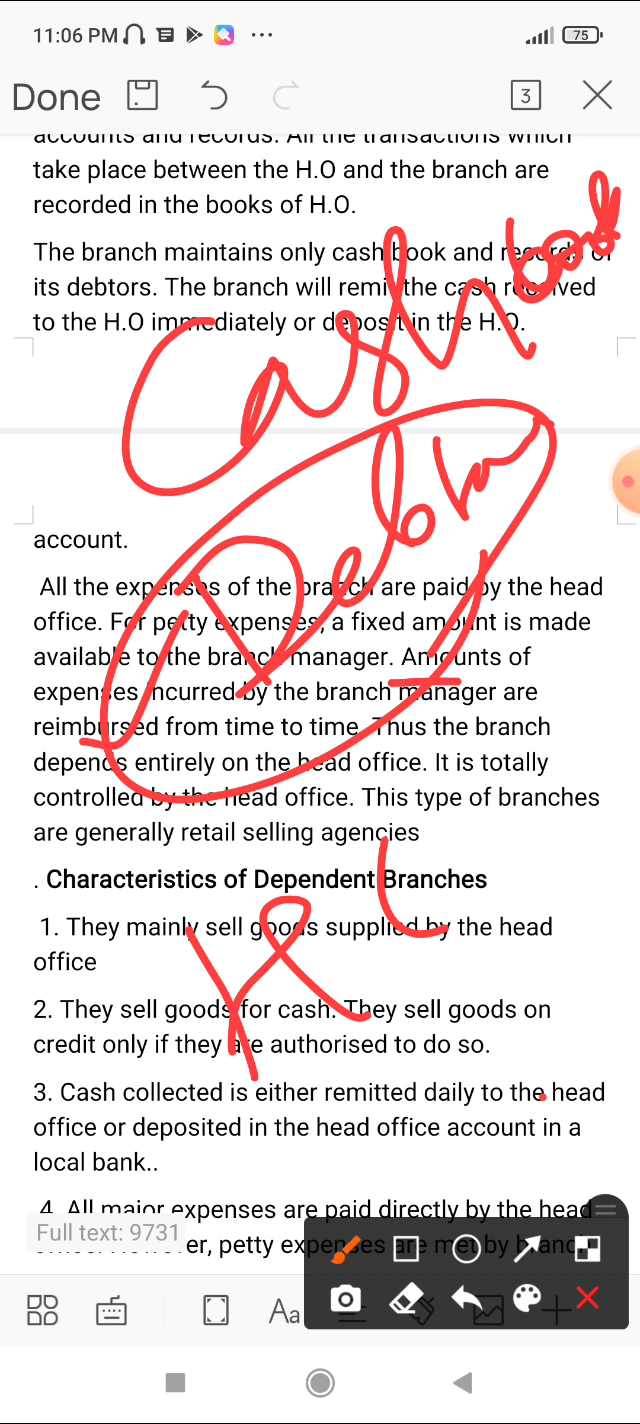 11:06 PM
75
Done
3
accounts and records. All the transactions which
take place between the H.O and the branch are
recorded in the books of H.O.
The branch maintains only cash book and records of
its debtors. The branch will remit the cash received
to the H.O immediately or deposit in the H.O.
Cash book
account.
Debtr
All the expenses of the branch are paid by the head
office. For petty expenses, a fixed amount is made
available to the branch manager. Amounts of
expenses incurred by the branch manager are
reimbursed from time to time. Thus the branch
depends entirely on the head office. It is totally
controlled by the head office. This type of branches
are generally retail selling agencies
. Characteristics of Dependent Branches
1. They mainly sell goods supplied by the head
office
2. They sell goods for cash. They sell goods on
credit only if they are authorised to do so.
3. Cash collected is either remitted daily to the head
office or deposited in the head office account in a
local bank..
4. All major expenses are paid directly by the head
er, petty expenses are met by branch
Full text: 9731
Aa